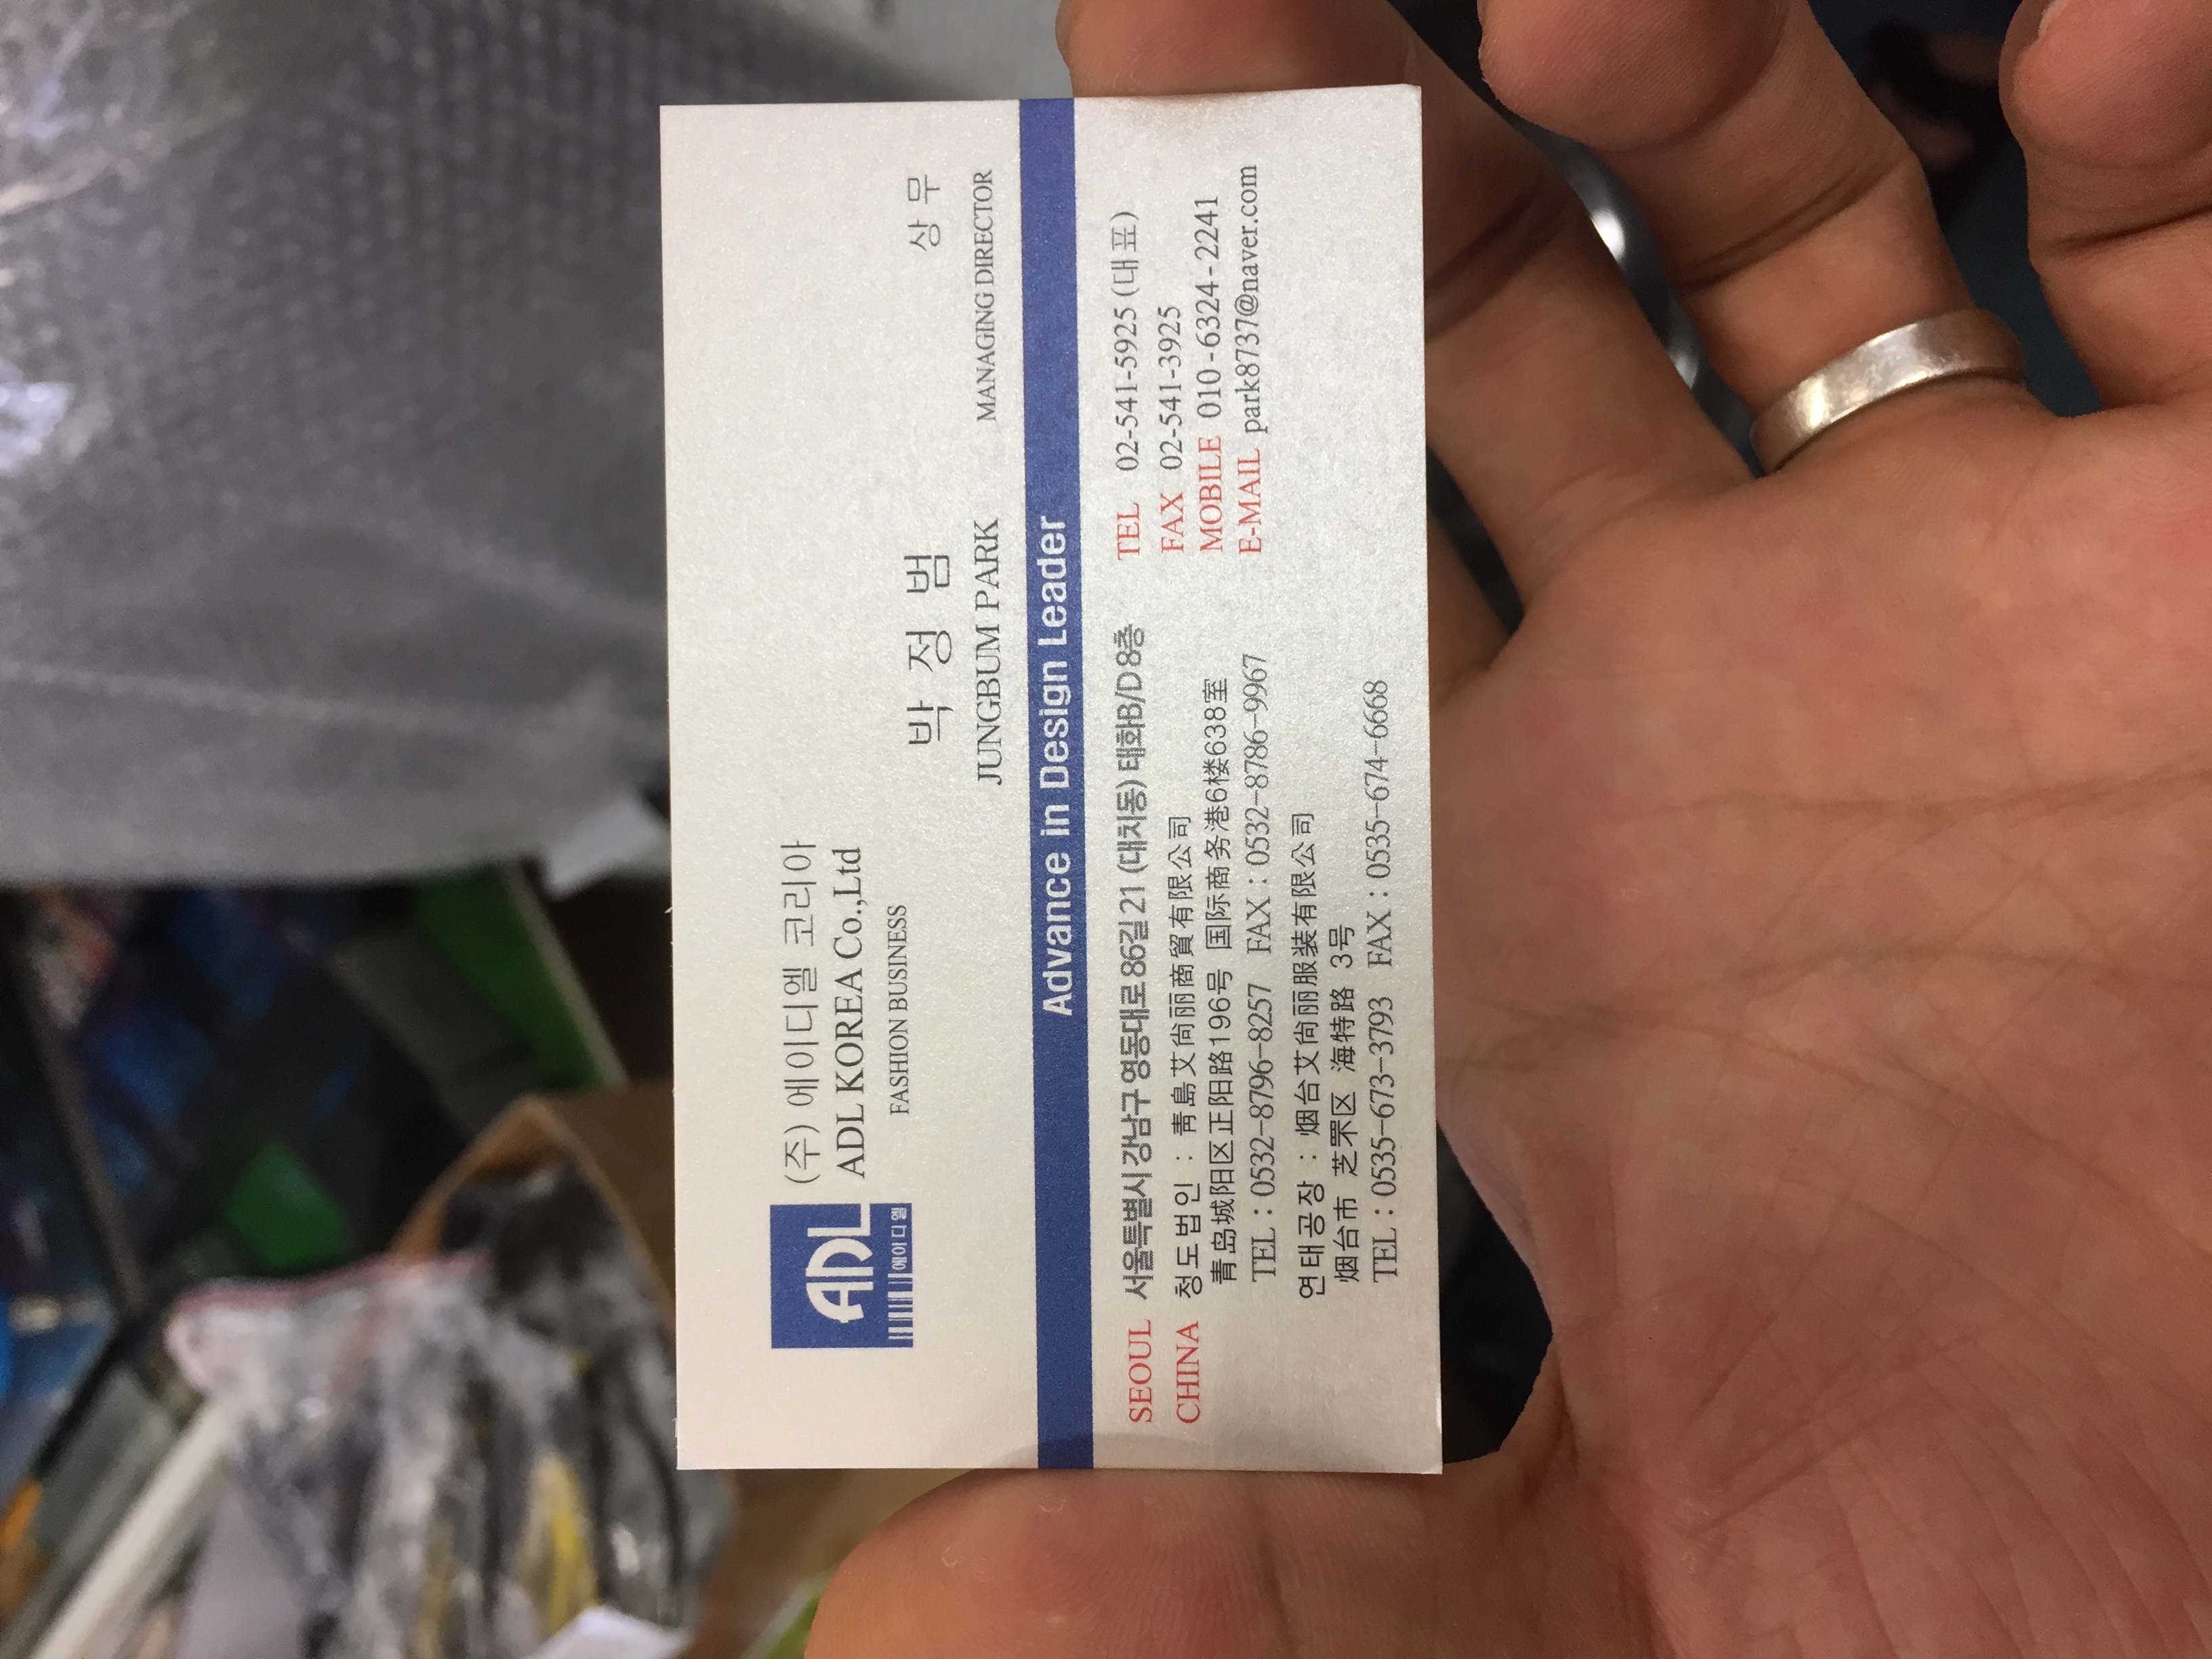 ADL
에이디엘
(주) 에이디엘 코리아
ADL KOREA Co.,Ltd
FASHION BUSINESS
박 정 범 상 무
JUNGBUM PARK MANAGING DIRECTOR
Advance in Design Leader
SEOUL 서울특별시 강남구 영동대로 86길 21 (대치동) 태화B/D 8층
CHINA 청도법인 : 靑島艾尙丽商貿有限公司
靑岛城阳区正阳路196号 国际商务港6楼638室
TEL : 0532-8796-8257 FAX : 0532-8786-9967
연태공장 : 烟台艾尙丽服装有限公司
烟台市 芝罘区 海特路 3号
TEL : 0535-673-3793 FAX : 0535-674-6668
TEL 02-541-5925 (대표)
FAX 02-541-3925
MOBILE 010-6324-2241
E-MAIL park8737@naver.com